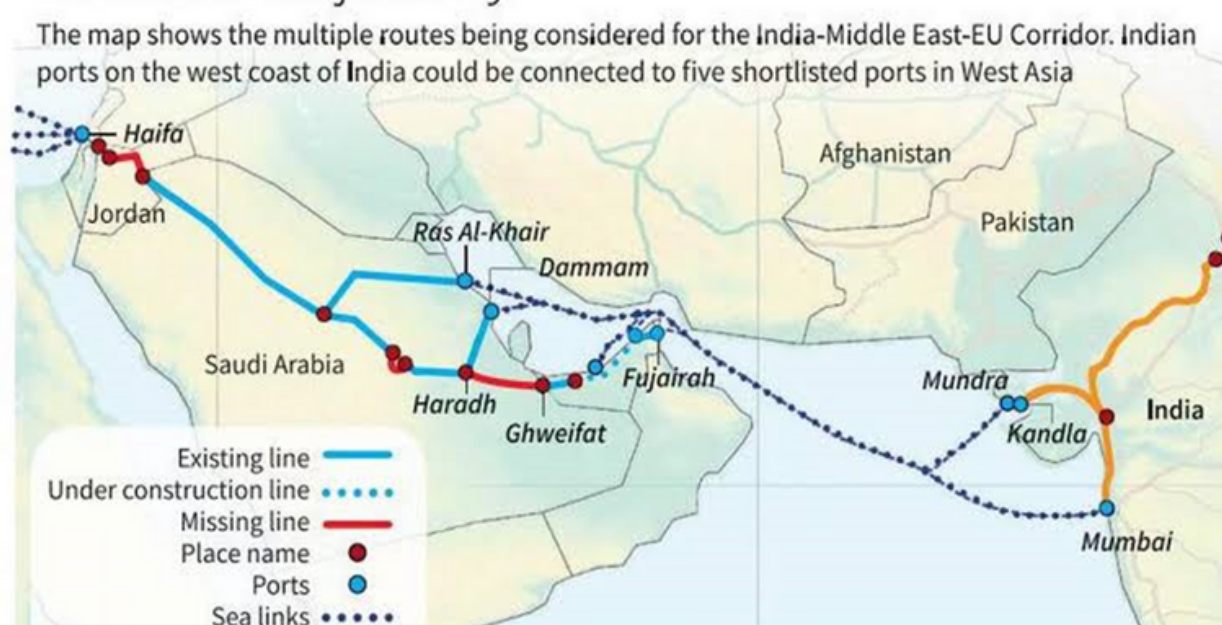 The map shows the multiple routes being considered for the India-Middle East-EU Corridor. Indian
ports on the west coast of India could be connected to five shortlisted ports in West Asia
Haifa
Afghanistan
Jordan
Pakistan
Ras Al-Khair
Dammam
Saudi Arabia
Fujairah
Mundra
Haradh
India
Ghweifat
Kandla
Existing line
Under construction line
Missing line
Mumbai
Place name
Ports
Sea links